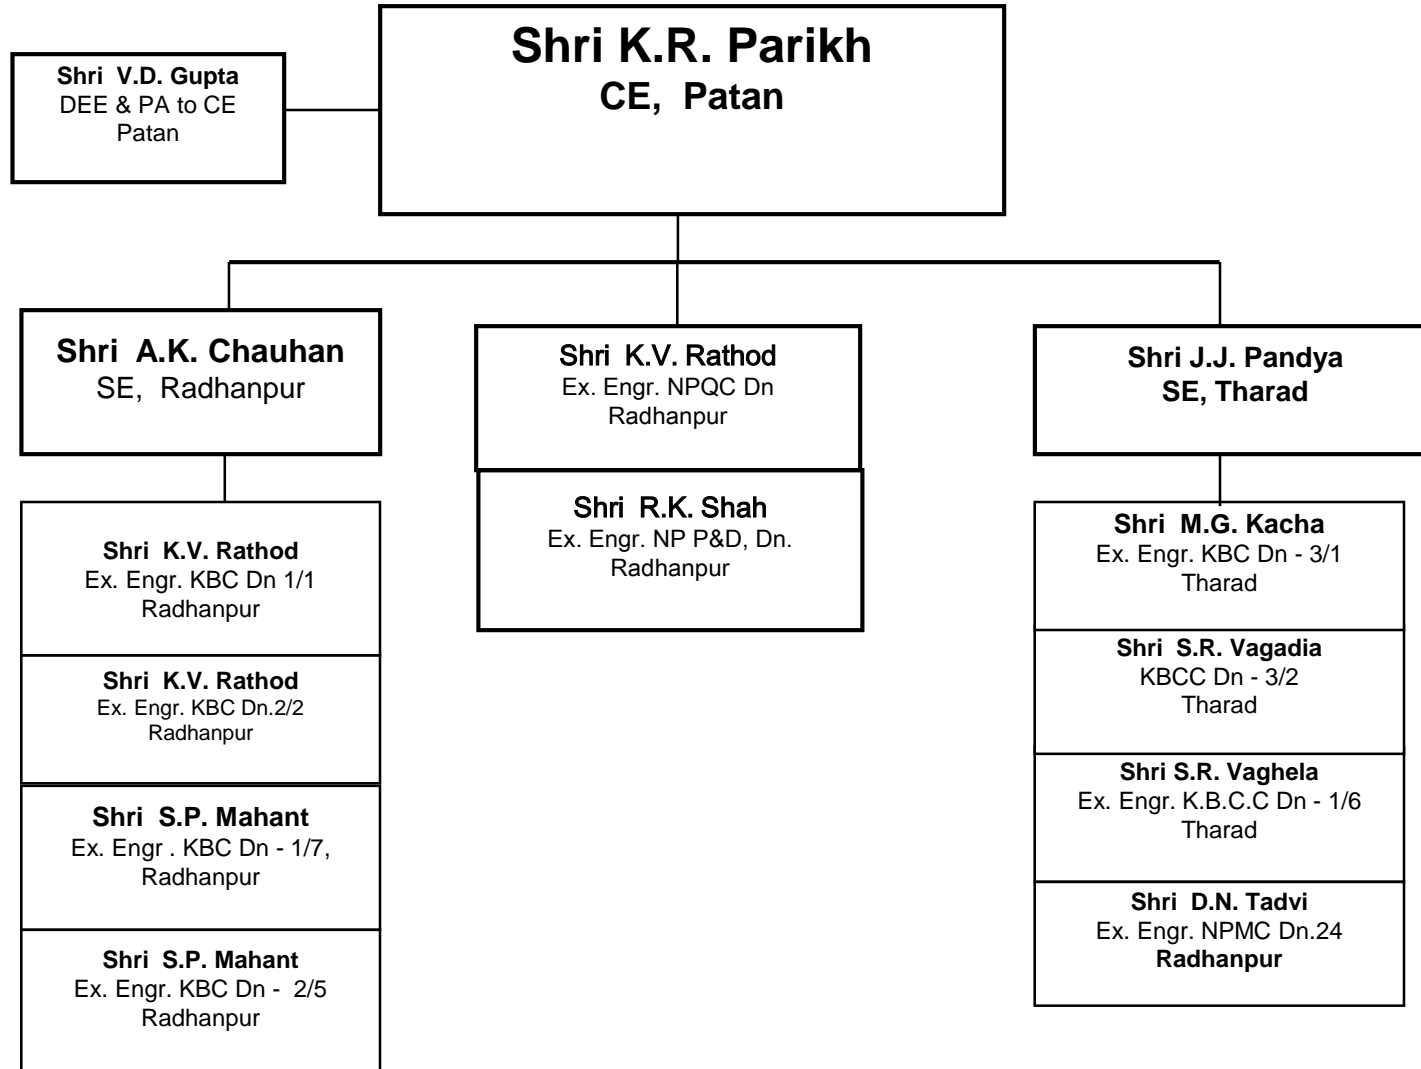 Shri K.R. Parikh
CE, Patan
Shri V.D. Gupta
DEE & PA to CE
Patan
Shri A.K. Chauhan
SE, Radhanpur
Shri K.V. Rathod
Ex. Engr. KBC Dn 1/1
Radhanpur
Shri K.V. Rathod
Ex. Engr. KBC Dn.2/2
Radhanpur
Shri S.P. Mahant
Ex. Engr . KBC Dn - 1/7,
Radhanpur
Shri S.P. Mahant
Ex. Engr. KBC Dn - 2/5
Radhanpur
Shri K.V. Rathod
Ex. Engr. NPQC Dn
Radhanpur
Shri R.K. Shah
Ex. Engr. NP P&D, Dn.
Radhanpur
Shri J.J. Pandya
SE, Tharad
Shri M.G. Kacha
Ex. Engr. KBC Dn - 3/1
Tharad
Shri S.R. Vagadia
KBCC Dn - 3/2
Tharad
Shri S.R. Vaghela
Ex. Engr. K.B.C.C Dn - 1/6
Tharad
Shri D.N. Tadvi
Ex. Engr. NPMC Dn.24
Radhanpur